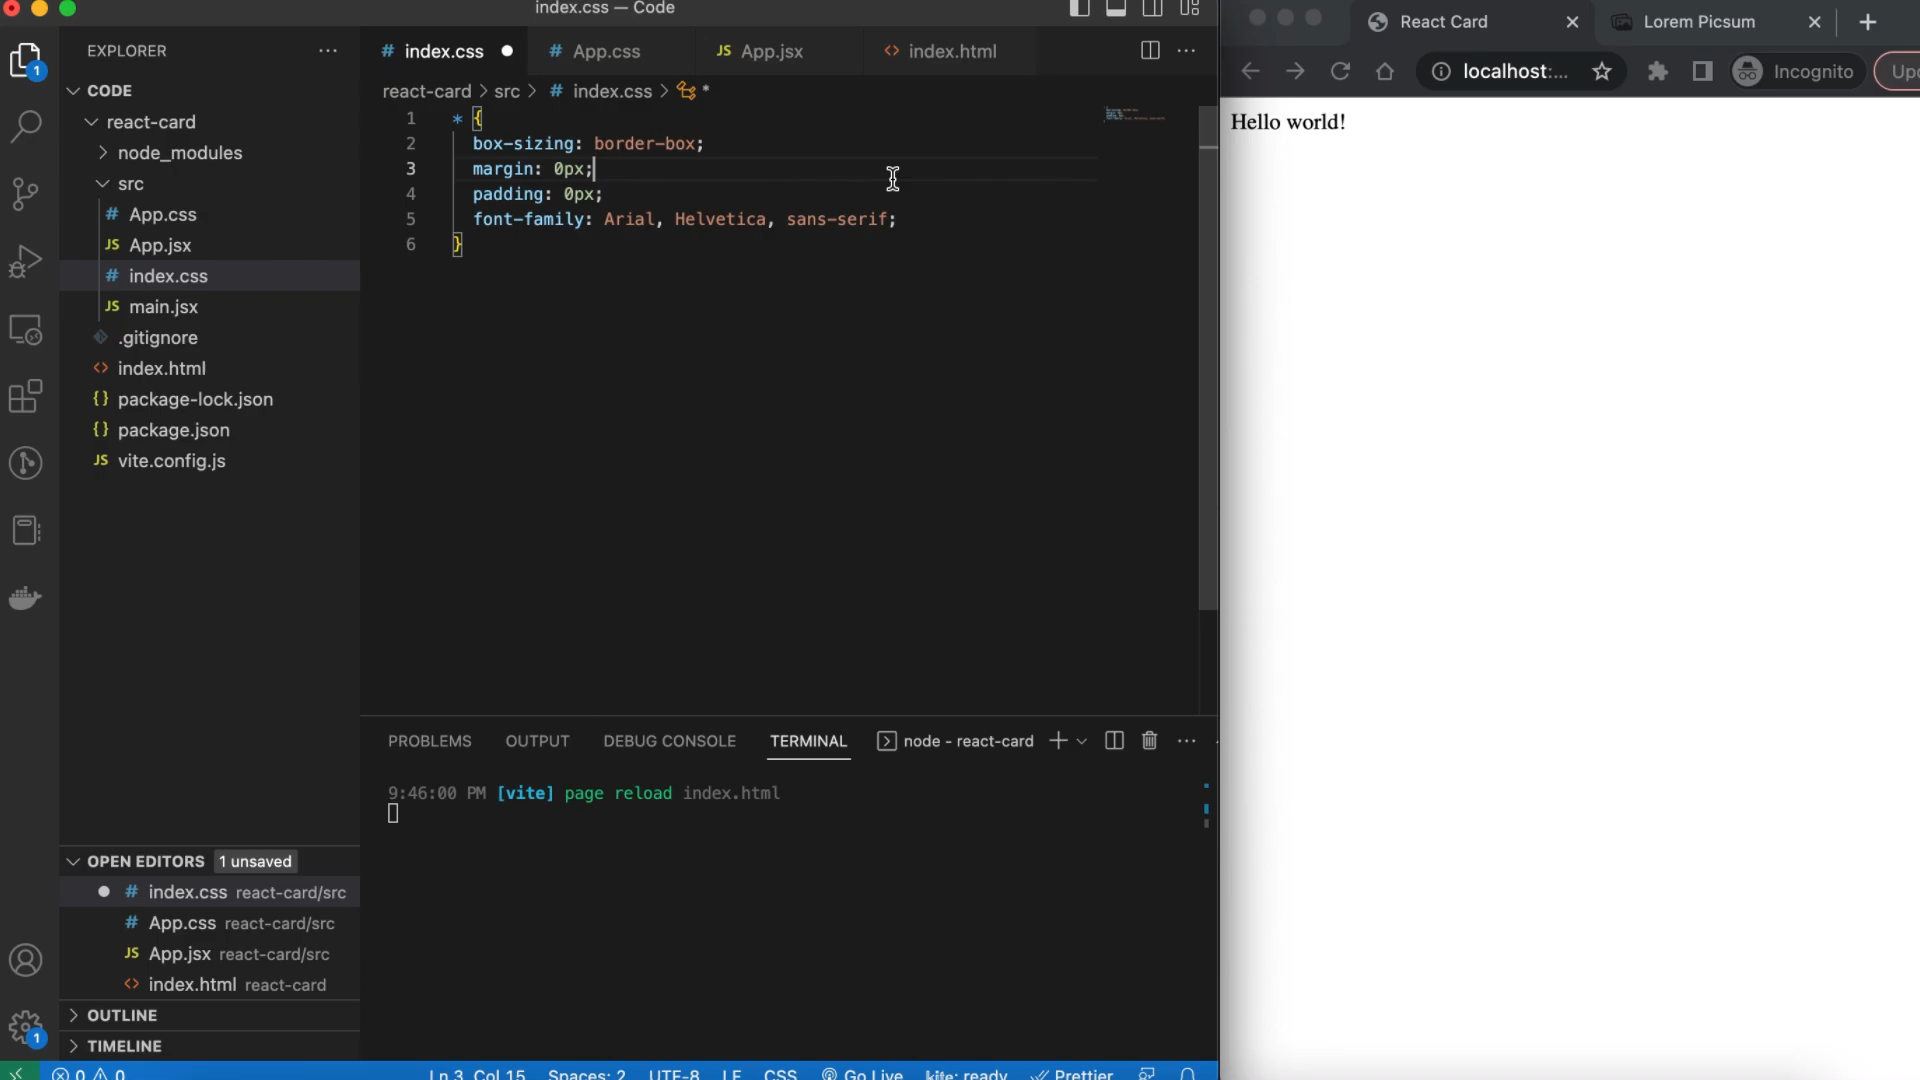 index.css — Code
EXPLORER
1
CODE
react-card
node_modules
src
App.css
App.jsx
index.css
main.jsx
.gitignore
index.html
package-lock.json
package.json
vite.config.js
OPEN EDITORS 1 unsaved
index.css react-card/src
App.css react-card/src
App.jsx react-card/src
index.html react-card
OUTLINE
TIMELINE
1
index.css App.css JS App.jsx index.html
react-card > src > # index.css > *
1 * {
2 box-sizing: border-box;
3 margin: 0px;
4 padding: 0px;
5 font-family: Arial, Helvetica, sans-serif;
6 }
PROBLEMS OUTPUT DEBUG CONSOLE TERMINAL node - react-card
9:46:00 PM [vite] page reload index.html
0 0 Ln 3, Col 15 Spaces: 2 UTF-8 LF CSS Go Live kite: ready Prettier
React Card Lorem Picsum
localhost:... Incognito
Hello world!